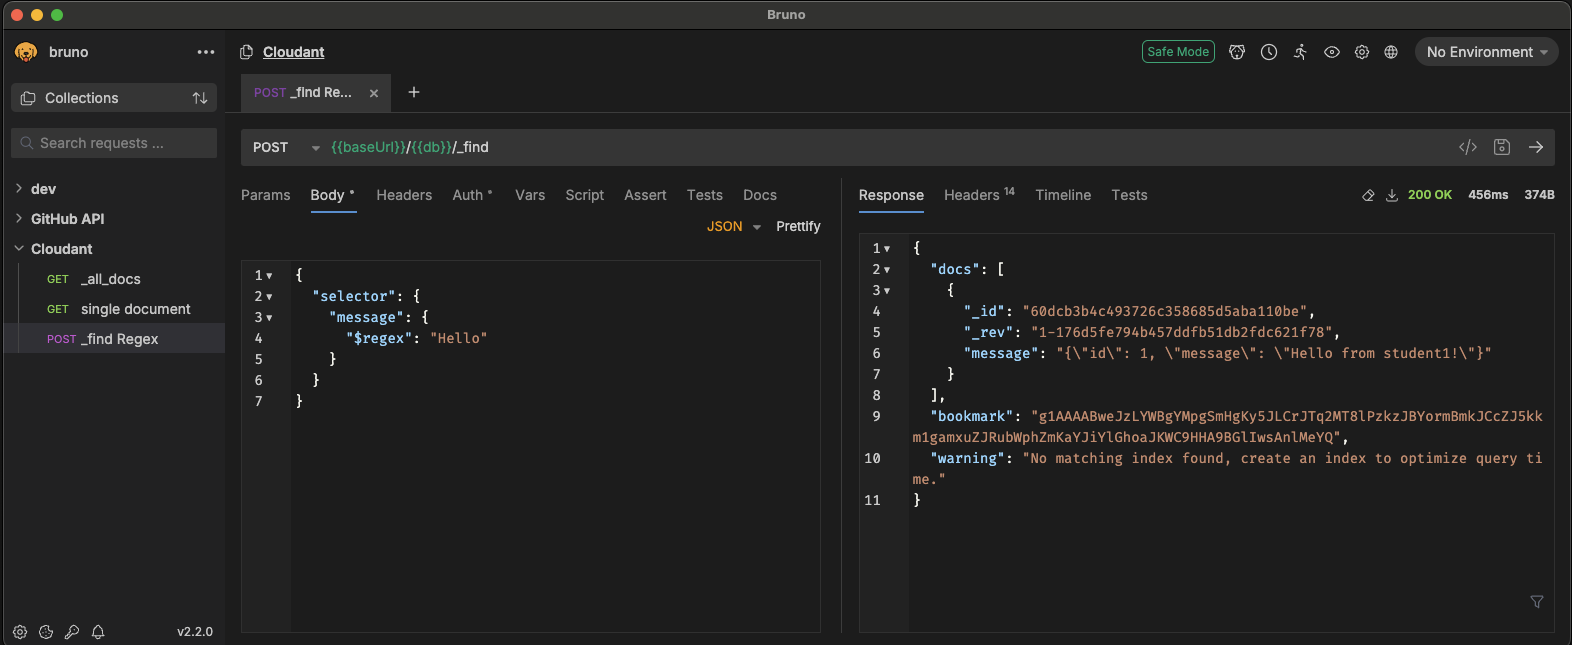 Bruno
bruno
Cloudant
Safe Mode
No Environment
Collections
POST _find Re...
Search requests ...
POST {{baseUrl}}/{{db}}/_find
dev
GitHub API
Cloudant
GET _all_docs
GET single document
POST _find Regex
Params Body * Headers Auth * Vars Script Assert Tests Docs
JSON Prettify
1 {
2 "selector": {
3 "message": {
4 "$regex": "Hello"
5 }
6 }
7 }
Response Headers 14 Timeline Tests
200 OK 456ms 374B
1 {
2 "docs": [
3 {
4 "_id": "60dcb3b4c493726c358685d5aba110be",
5 "_rev": "1-176d5fe794b457ddfb51db2fdc621f78",
6 "message": "{\"id\": 1, \"message\": \"Hello from student1!\"}"
7 }
8 ],
9 "bookmark": "g1AAAABweJzLYWBgYMpgSmHgKy5JLCrJTq2MT8lPzkzJBYormBmkJCcZJ5kk
m1gamxuZJRubWphZmKaYJiYlGhoaJKWC9HHA9BGlIwsAnlMeYQ",
10 "warning": "No matching index found, create an index to optimize query ti
me."
11 }
v2.2.0